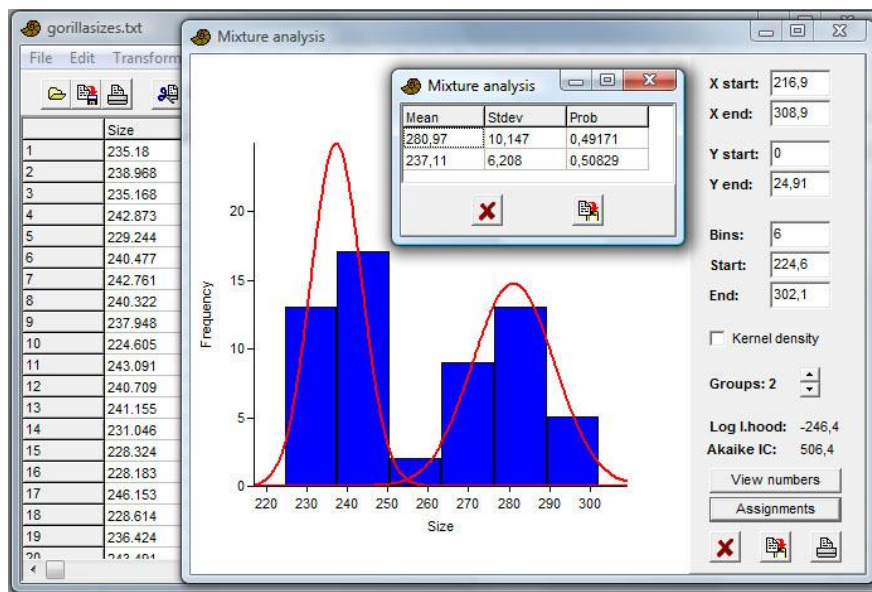 gorillasizes.txt
File Edit Transform
Size
1 235.18
2 238.968
3 235.168
4 242.873
5 229.244
6 240.477
7 242.761
8 240.322
9 237.948
10 224.605
11 243.091
12 240.709
13 241.155
14 231.046
15 228.324
16 228.183
17 246.153
18 228.614
19 236.424
20 243.491
Mixture analysis
Mixture analysis
Mean Stdev Prob
280,97 10,147 0,49171
237,11 6,208 0,50829
Frequency
20
15
10
5
0
220 230 240 250 260 270 280 290 300
Size
X start: 216,9
X end: 308,9
Y start: 0
Y end: 24,91
Bins: 6
Start: 224,6
End: 302,1
Kernel density
Groups: 2
Log l.hood: -246,4
Akaike IC: 506,4
View numbers
Assignments